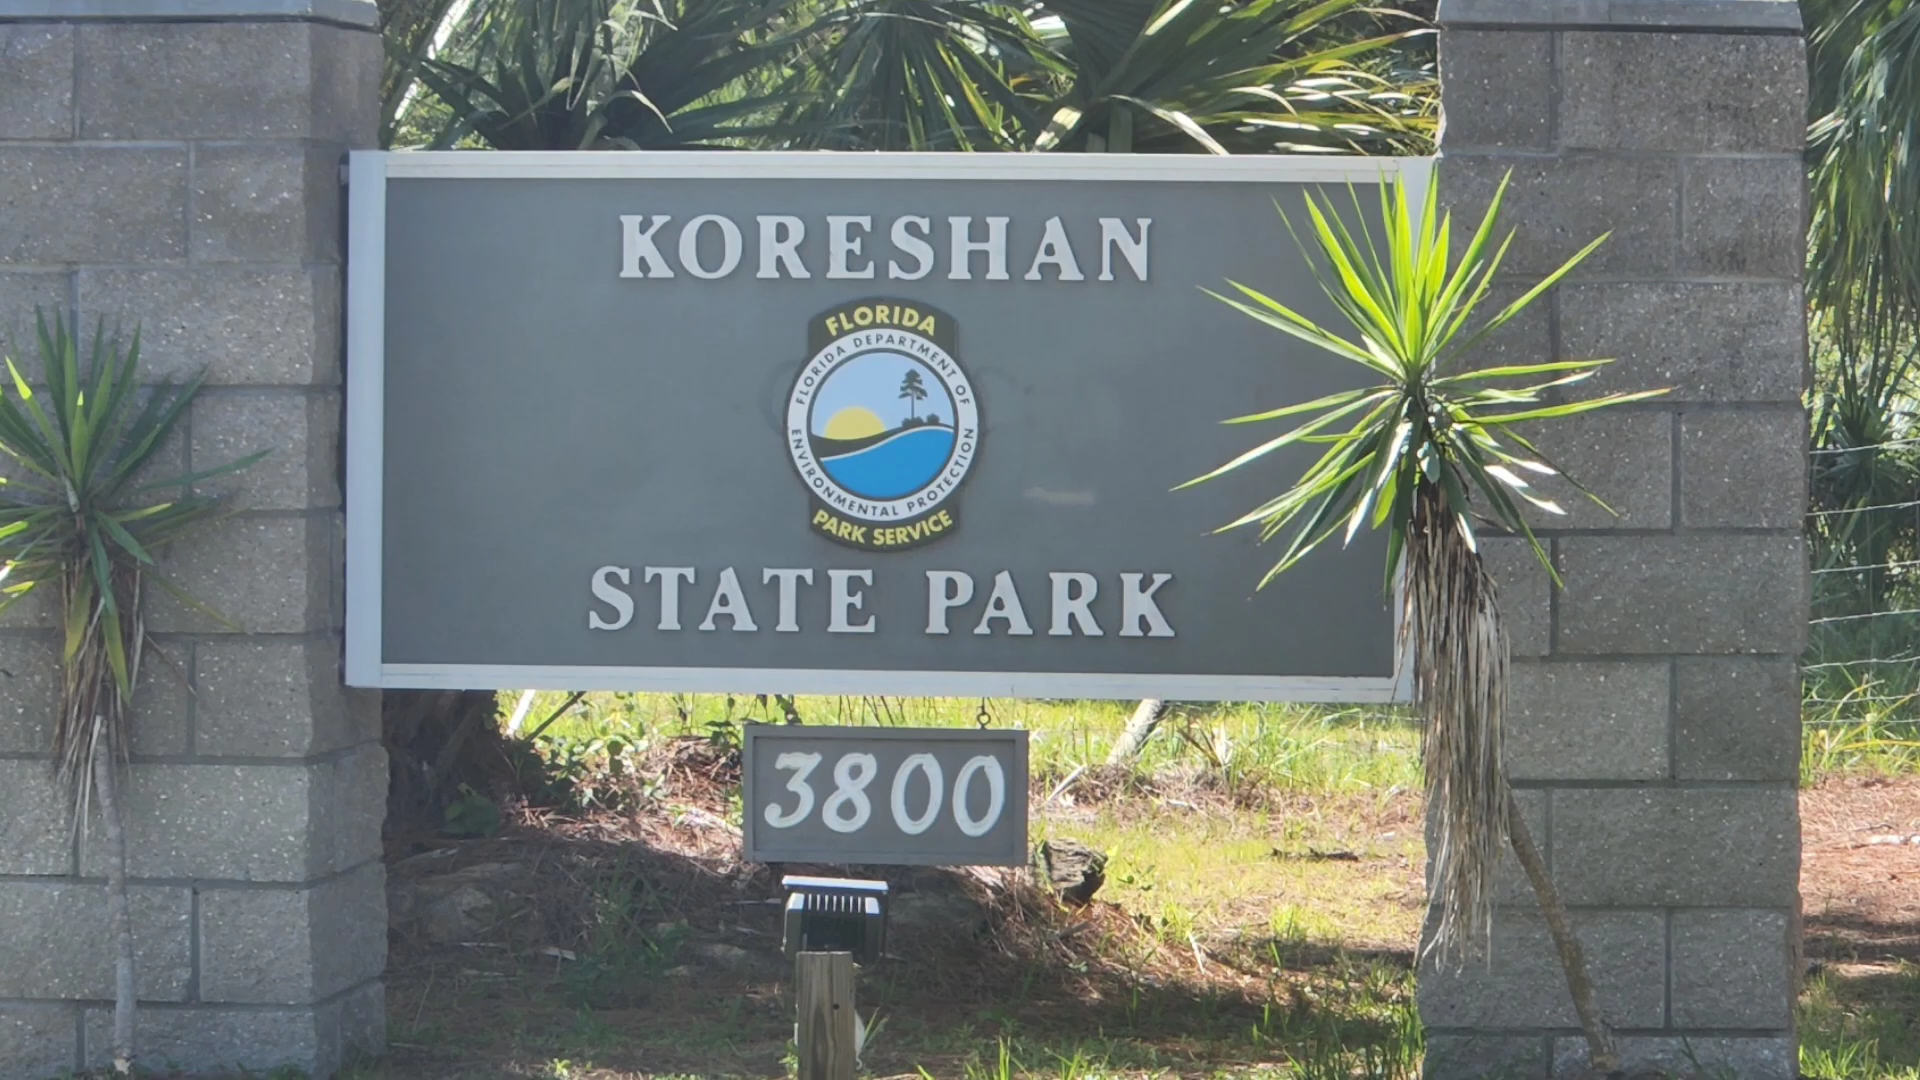 KORESHAN
FLORIDA
FLORIDA DEPARTMENT OF
ENVIRONMENTAL PROTECTION
PARK SERVICE
STATE PARK
3800